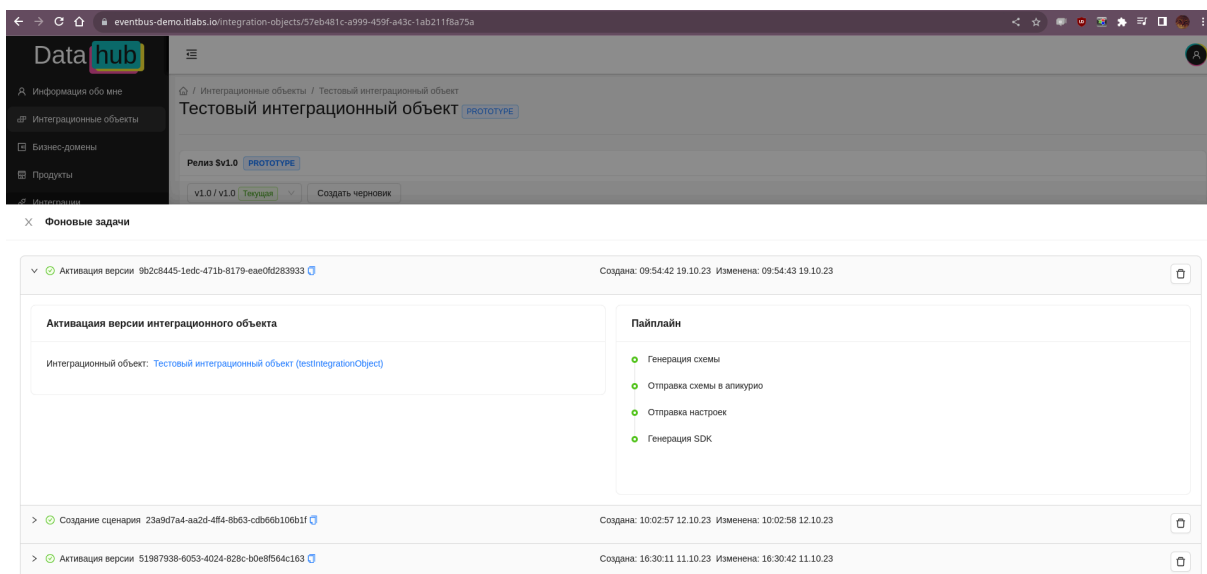 eventbus-demo.itlabs.io/integration-objects/57eb481c-a999-459f-a43c-1ab211f8a75a
Data hub
Информация обо мне
/ Интеграционные объекты / Тестовый интеграционный объект
Тестовый интеграционный объект PROTOTYPE
Интеграционные объекты
Бизнес-домены
Релиз $v1.0 PROTOTYPE
Продукты
v1.0 / v1.0 Текущая Создать черновик
Интеграции
Фоновые задачи
Активация версии 9b2c8445-1edc-471b-8179-eae0fd283933 Создана: 09:54:42 19.10.23 Изменена: 09:54:43 19.10.23
Активацаия версии интеграционного объекта
Интеграционный объект: Тестовый интеграционный объект (testIntegrationObject)
Пайплайн
Генерация схемы
Отправка схемы в апикурио
Отправка настроек
Генерация SDK
Создание сценария 23a9d7a4-aa2d-4ff4-8b63-cdb66b106b1f Создана: 10:02:57 12.10.23 Изменена: 10:02:58 12.10.23
Активация версии 51987938-6053-4024-828c-b0e8f564c163 Создана: 16:30:11 11.10.23 Изменена: 16:30:42 11.10.23